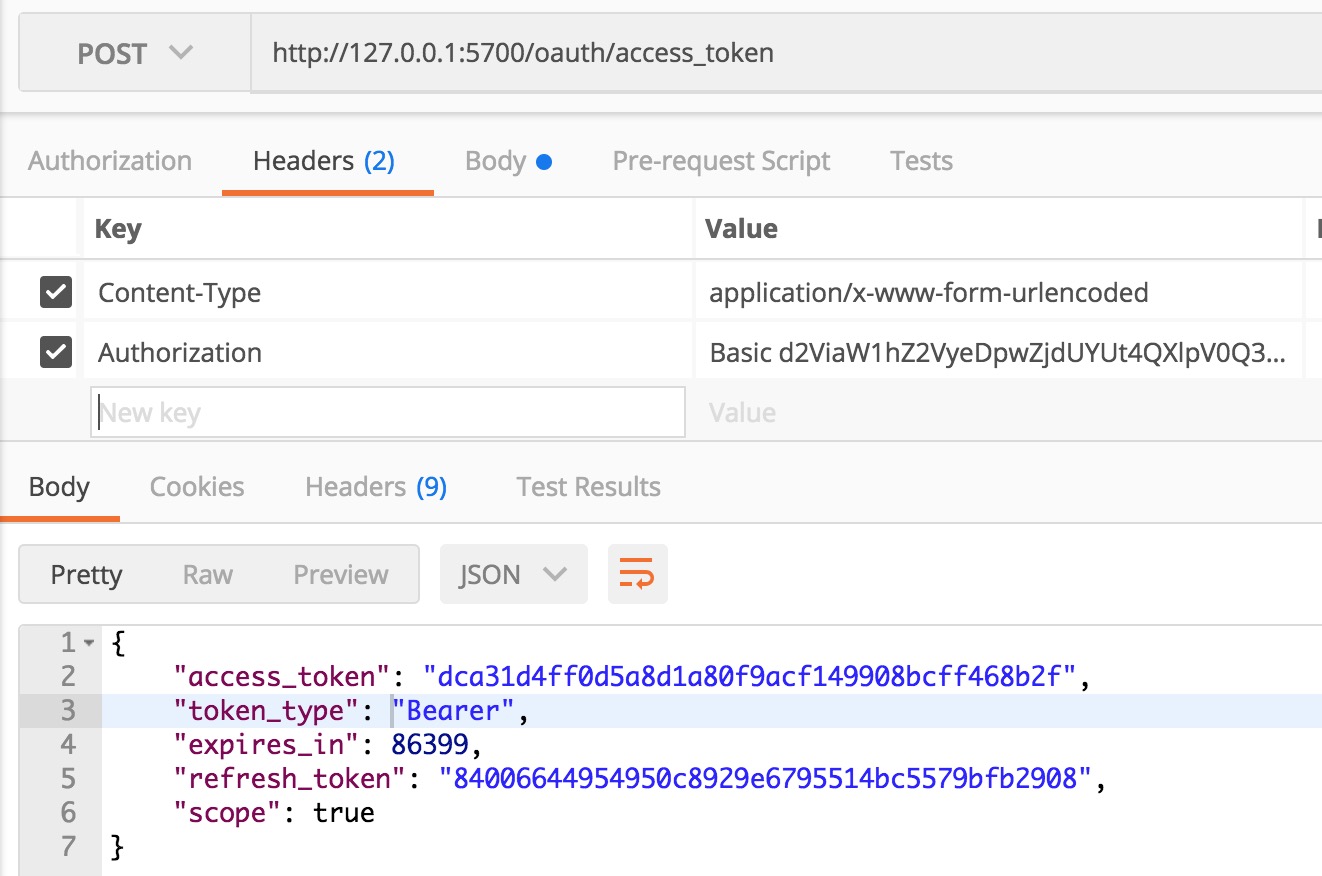 POST http://127.0.0.1:5700/oauth/access_token
Authorization Headers (2) Body Pre-request Script Tests
Key Value
Content-Type application/x-www-form-urlencoded
Authorization Basic d2ViaW1hZ2VyeDpwZjdUYUt4QXlpV0Q3...
New key Value
Body Cookies Headers (9) Test Results
Pretty Raw Preview JSON
1 {
2 "access_token": "dca31d4ff0d5a8d1a80f9acf149908bcff468b2f",
3 "token_type": "Bearer",
4 "expires_in": 86399,
5 "refresh_token": "84006644954950c8929e6795514bc5579bfb2908",
6 "scope": true
7 }